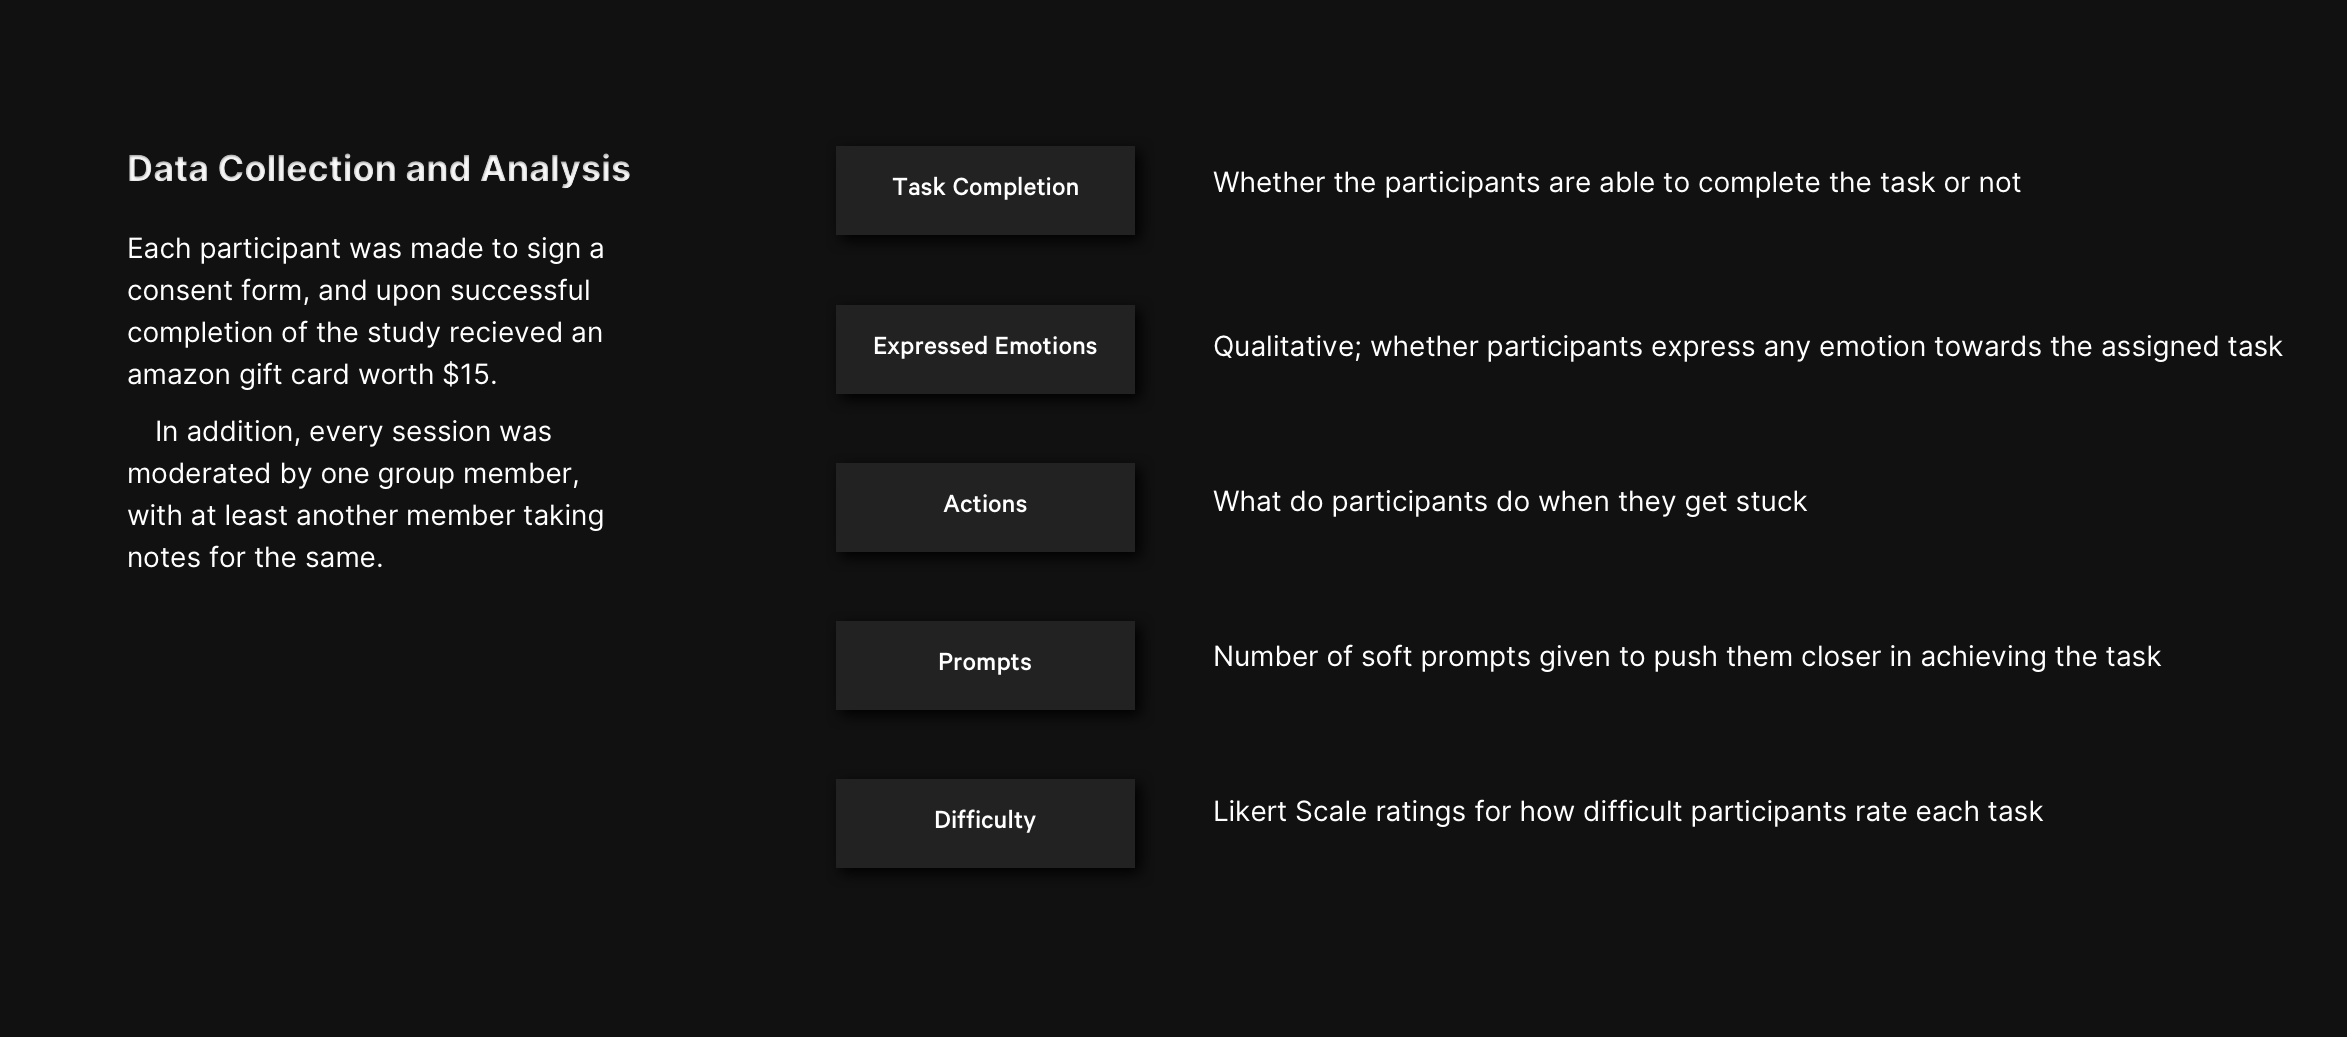 Data Collection and Analysis
Each participant was made to sign a
consent form, and upon successful
completion of the study recieved an
amazon gift card worth $15.
In addition, every session was
moderated by one group member,
with at least another member taking
notes for the same.
Task Completion
Whether the participants are able to complete the task or not
Expressed Emotions
Qualitative; whether participants express any emotion towards the assigned task
Actions
What do participants do when they get stuck
Prompts
Number of soft prompts given to push them closer in achieving the task
Difficulty
Likert Scale ratings for how difficult participants rate each task